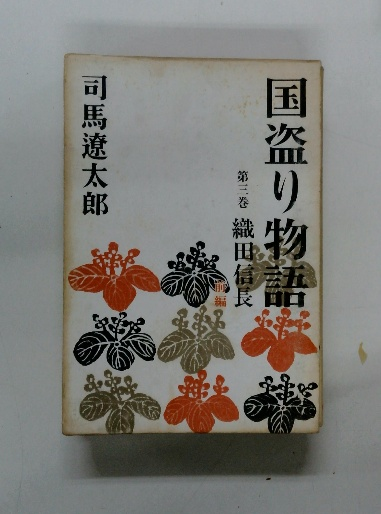 国盗り物語
第三巻 織田信長
前編
司馬遼太郎